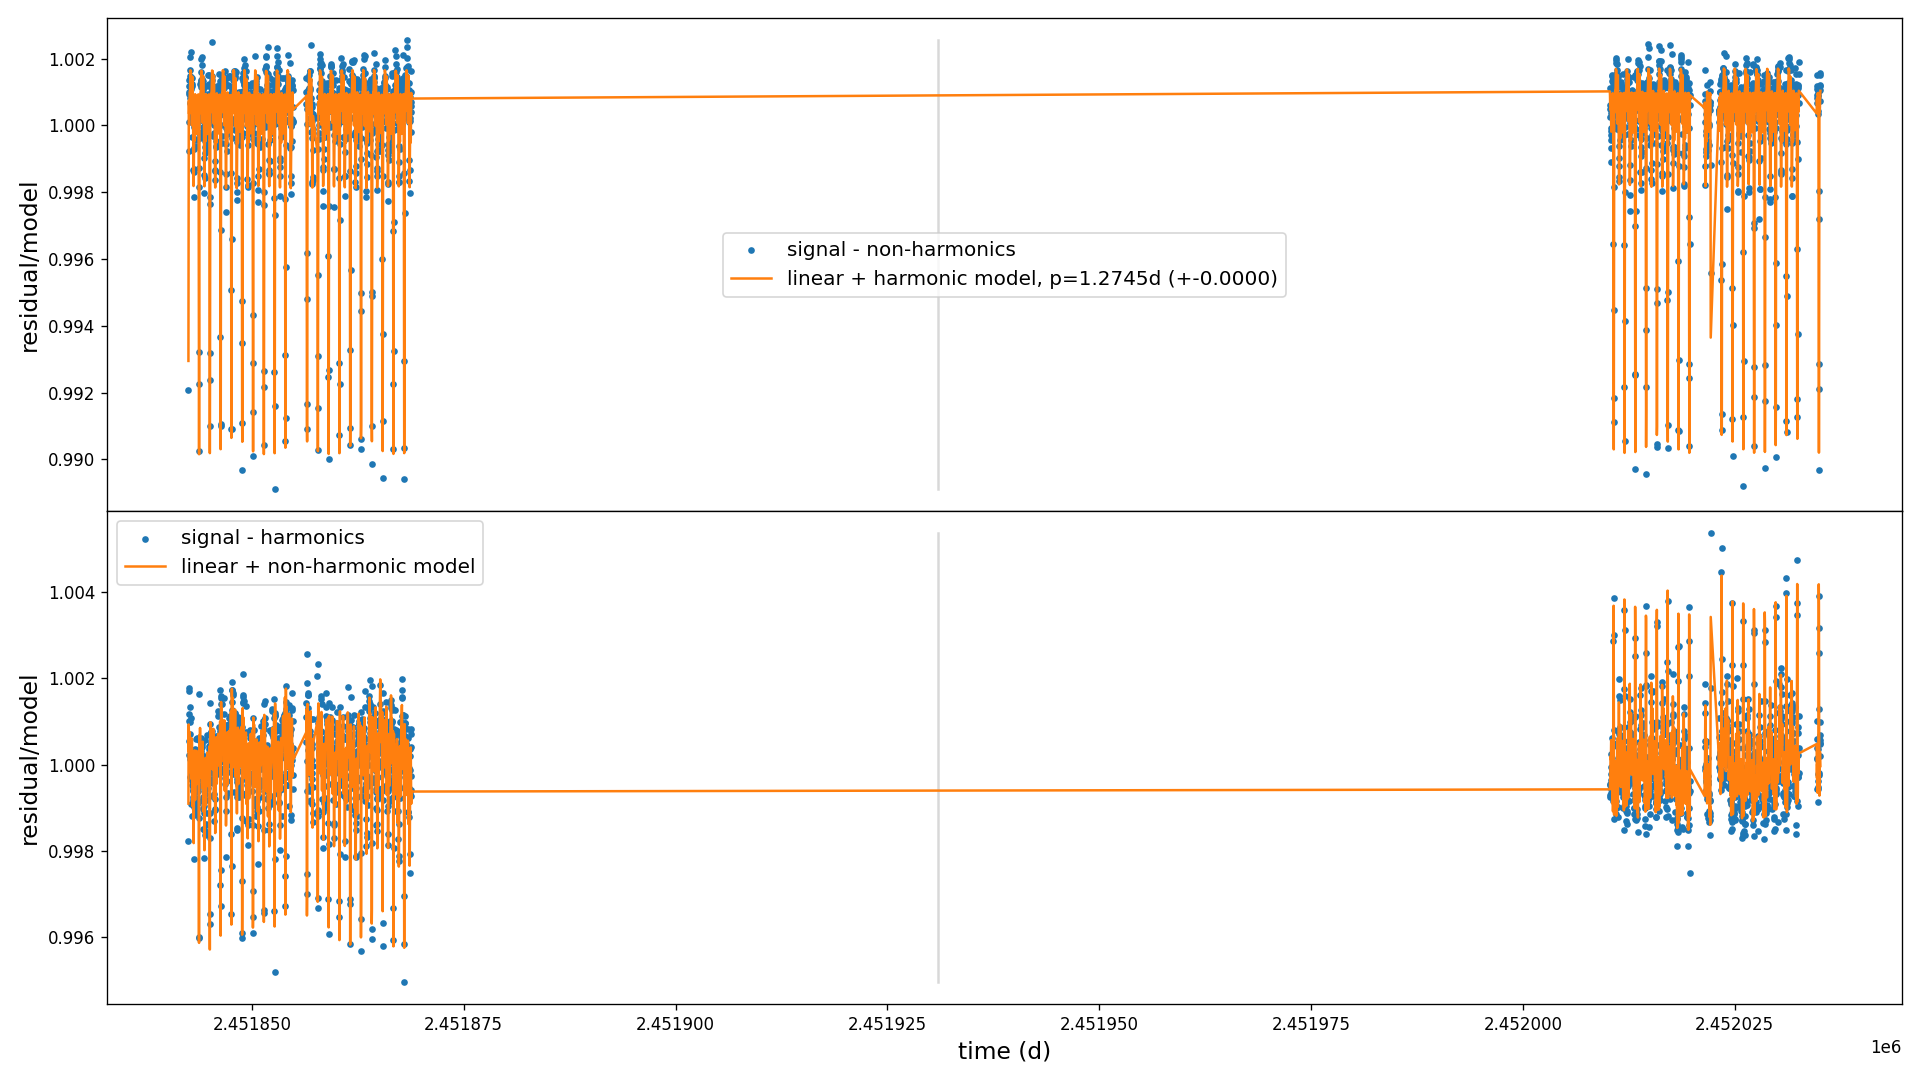 1.002
1.000
0.998
0.996
0.994
0.992
0.990
residual/model
signal - non-harmonics
linear + harmonic model, p=1.2745d (+-0.0000)
signal - harmonics
linear + non-harmonic model
1.004
1.002
1.000
0.998
0.996
residual/model
2.451850 2.451875 2.451900 2.451925 2.451950 2.451975 2.452000 2.452025
time (d)
1e6